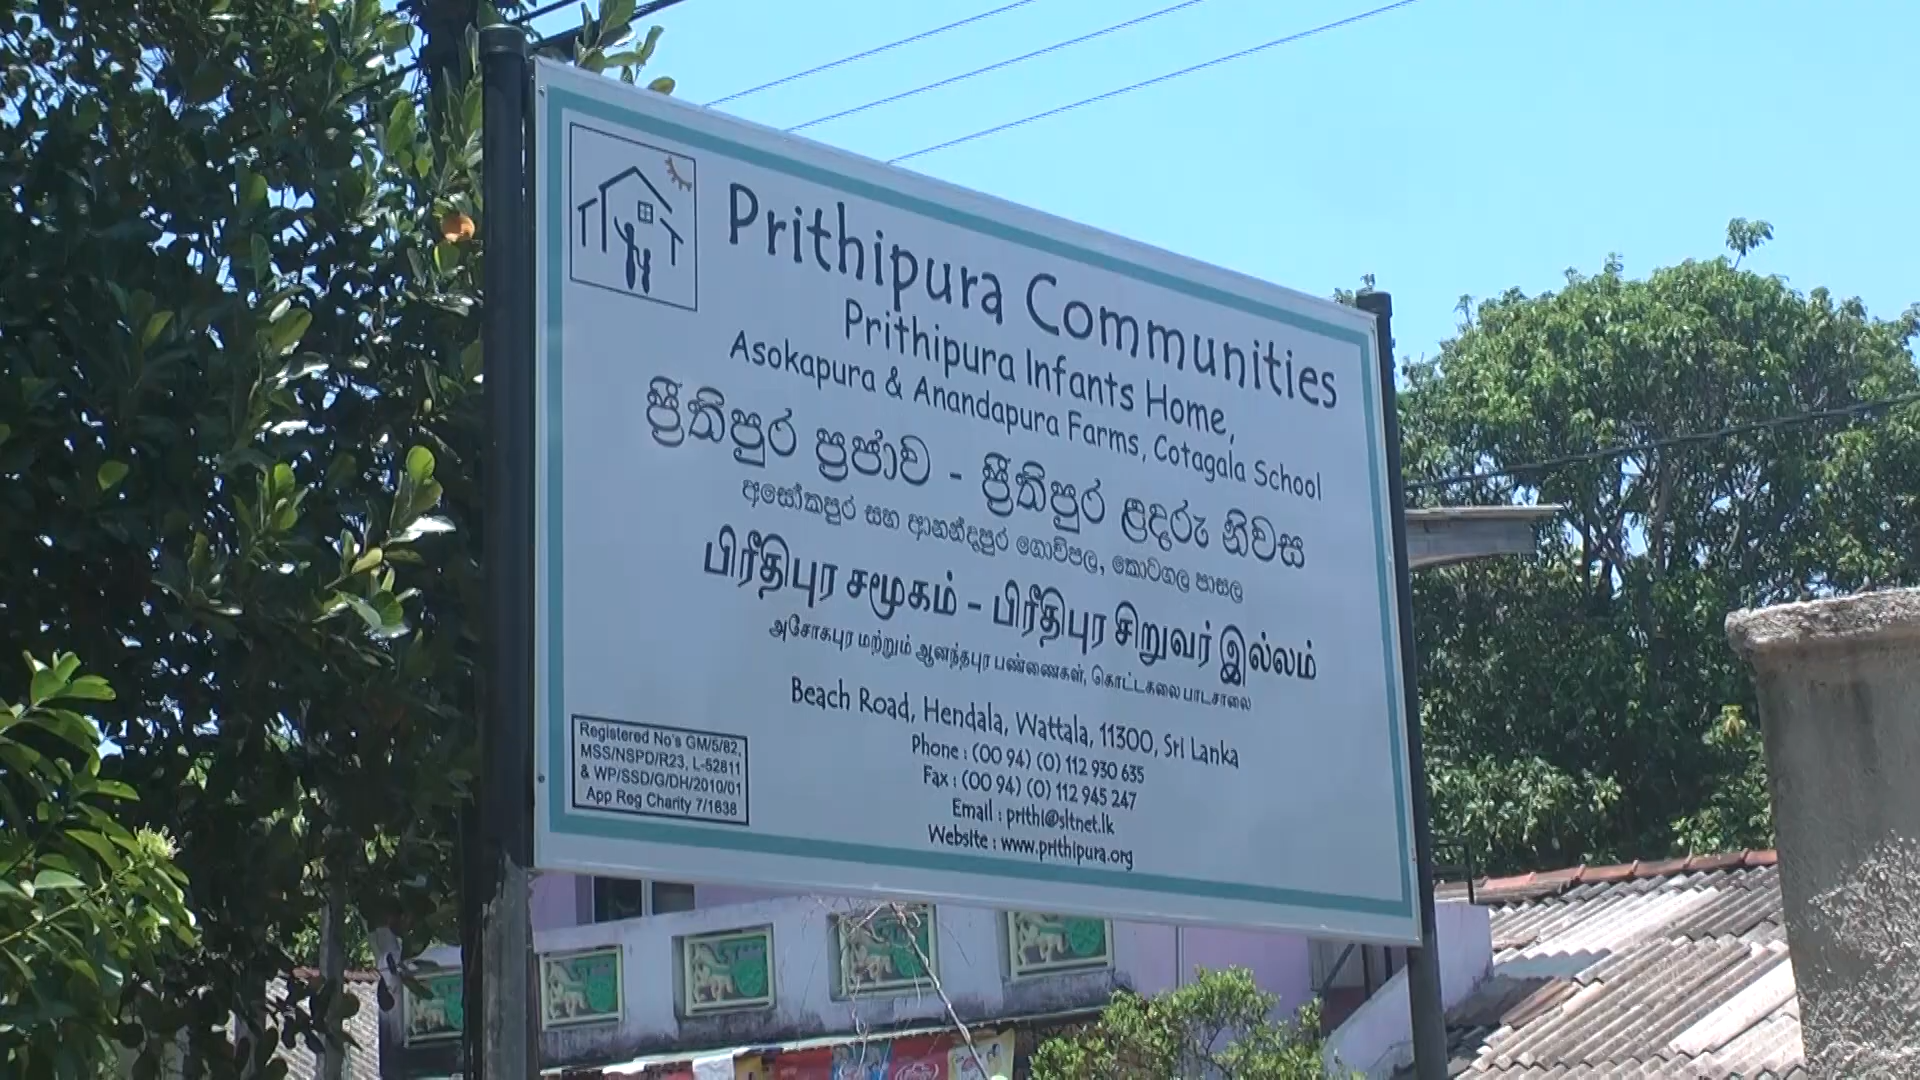 Prithipura Communities
Prithipura Infants Home,
Asokapura & Anandapura Farms, Cotagala School
ප්‍රීතිපුර ප්‍රජාව - ප්‍රීතිපුර ළදරු නිවස
අසෝකපුර සහ ආනන්දපුර ගොවිපල, කොටගල පාසල
பிரீதிபுர சமூகம் - பிரீதிபுர சிறுவர் இல்லம்
அசோகபுர மற்றும் ஆனந்தபுர பண்ணைகள், கொட்டகலை பாடசாலை
Beach Road, Hendala, Wattala, 11300, Sri Lanka
Phone : (00 94) (0) 112 930 635
Fax : (00 94) (0) 112 945 247
Email : prithi@sltnet.lk
Website : www.prithipura.org
Registered No's GM/5/82,
MSS/NSPD/R23, L-52811
& WP/SSD/G/DH/2010/01
App Reg Charity 7/1638